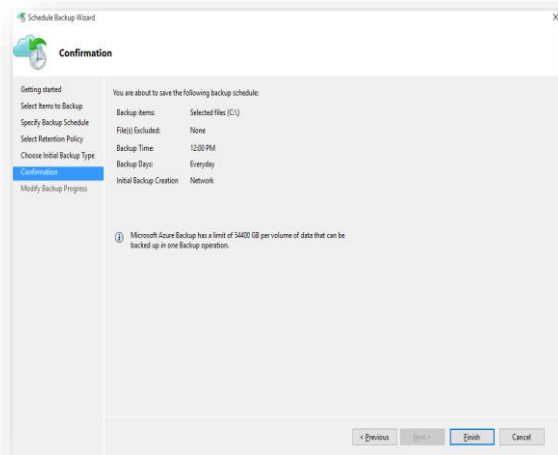 Schedule Backup Wizard
X
Confirmation
Getting started
Select Items to Backup
Specify Backup Schedule
Select Retention Policy
Choose Initial Backup Type
Confirmation
Modify Backup Progress
You are about to save the following backup schedule:
Backup items: Selected files (C:\)
File(s) Excluded: None
Backup Time: 12:00 PM
Backup Days: Everyday
Initial Backup Creation Network
Microsoft Azure Backup has a limit of 54400 GB per volume of data that can be
backed up in one Backup operation.
< Previous Next > Finish Cancel